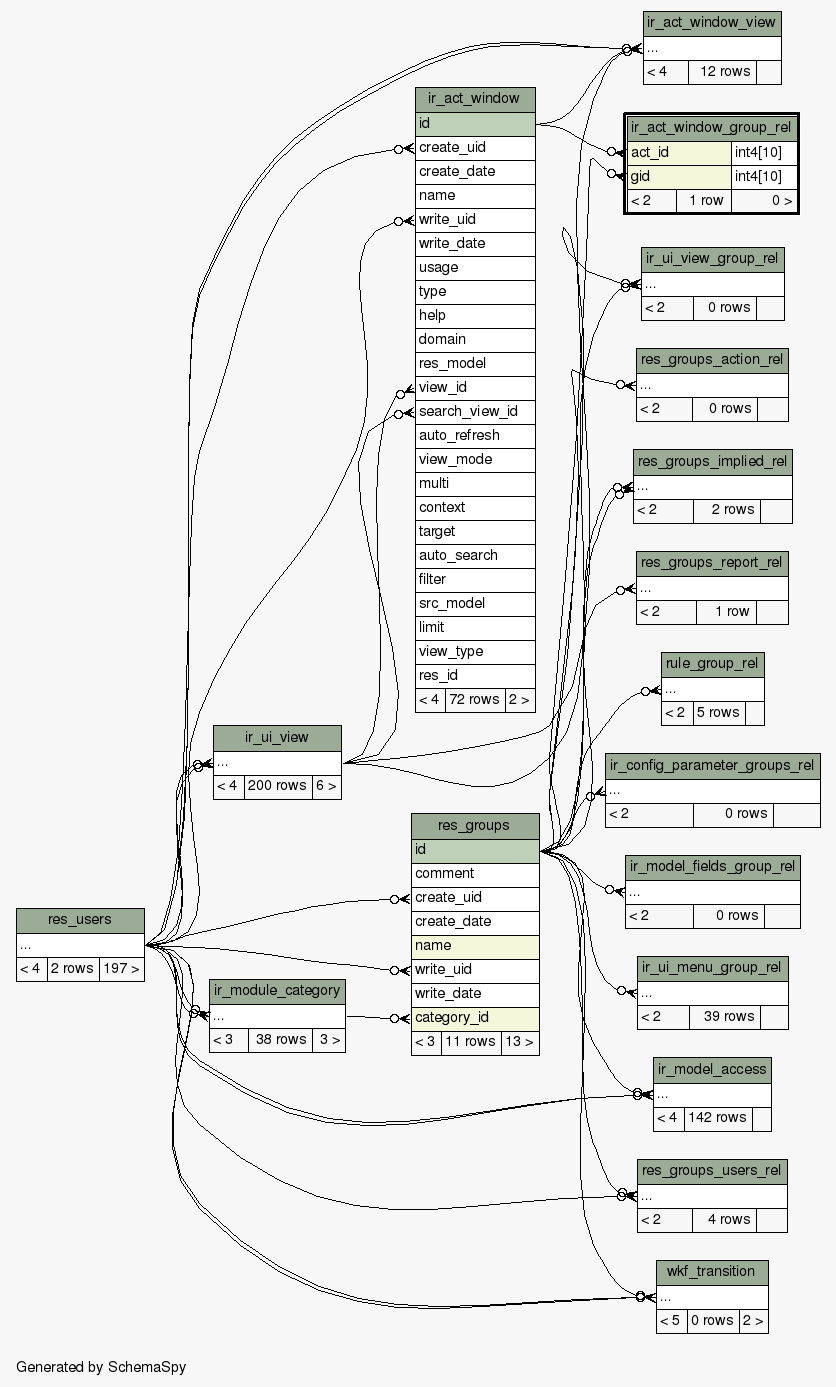 ir_act_window_view
...
< 4 12 rows
ir_act_window
id
create_uid
create_date
name
write_uid
write_date
usage
type
help
domain
res_model
view_id
search_view_id
auto_refresh
view_mode
multi
context
target
auto_search
filter
src_model
limit
view_type
res_id
< 4 72 rows 2 >
ir_act_window_group_rel
act_id int4[10]
gid int4[10]
< 2 1 row 0 >
ir_ui_view_group_rel
...
< 2 0 rows
res_groups_action_rel
...
< 2 0 rows
res_groups_implied_rel
...
< 2 2 rows
res_groups_report_rel
...
< 2 1 row
rule_group_rel
...
< 2 5 rows
ir_ui_view
...
< 4 200 rows 6 >
ir_config_parameter_groups_rel
...
< 2 0 rows
res_groups
id
comment
create_uid
create_date
name
write_uid
write_date
category_id
< 3 11 rows 13 >
ir_model_fields_group_rel
...
< 2 0 rows
res_users
...
< 4 2 rows 197 >
ir_module_category
...
< 3 38 rows 3 >
ir_ui_menu_group_rel
...
< 2 39 rows
ir_model_access
...
< 4 142 rows
res_groups_users_rel
...
< 2 4 rows
wkf_transition
...
< 5 0 rows 2 >
Generated by SchemaSpy